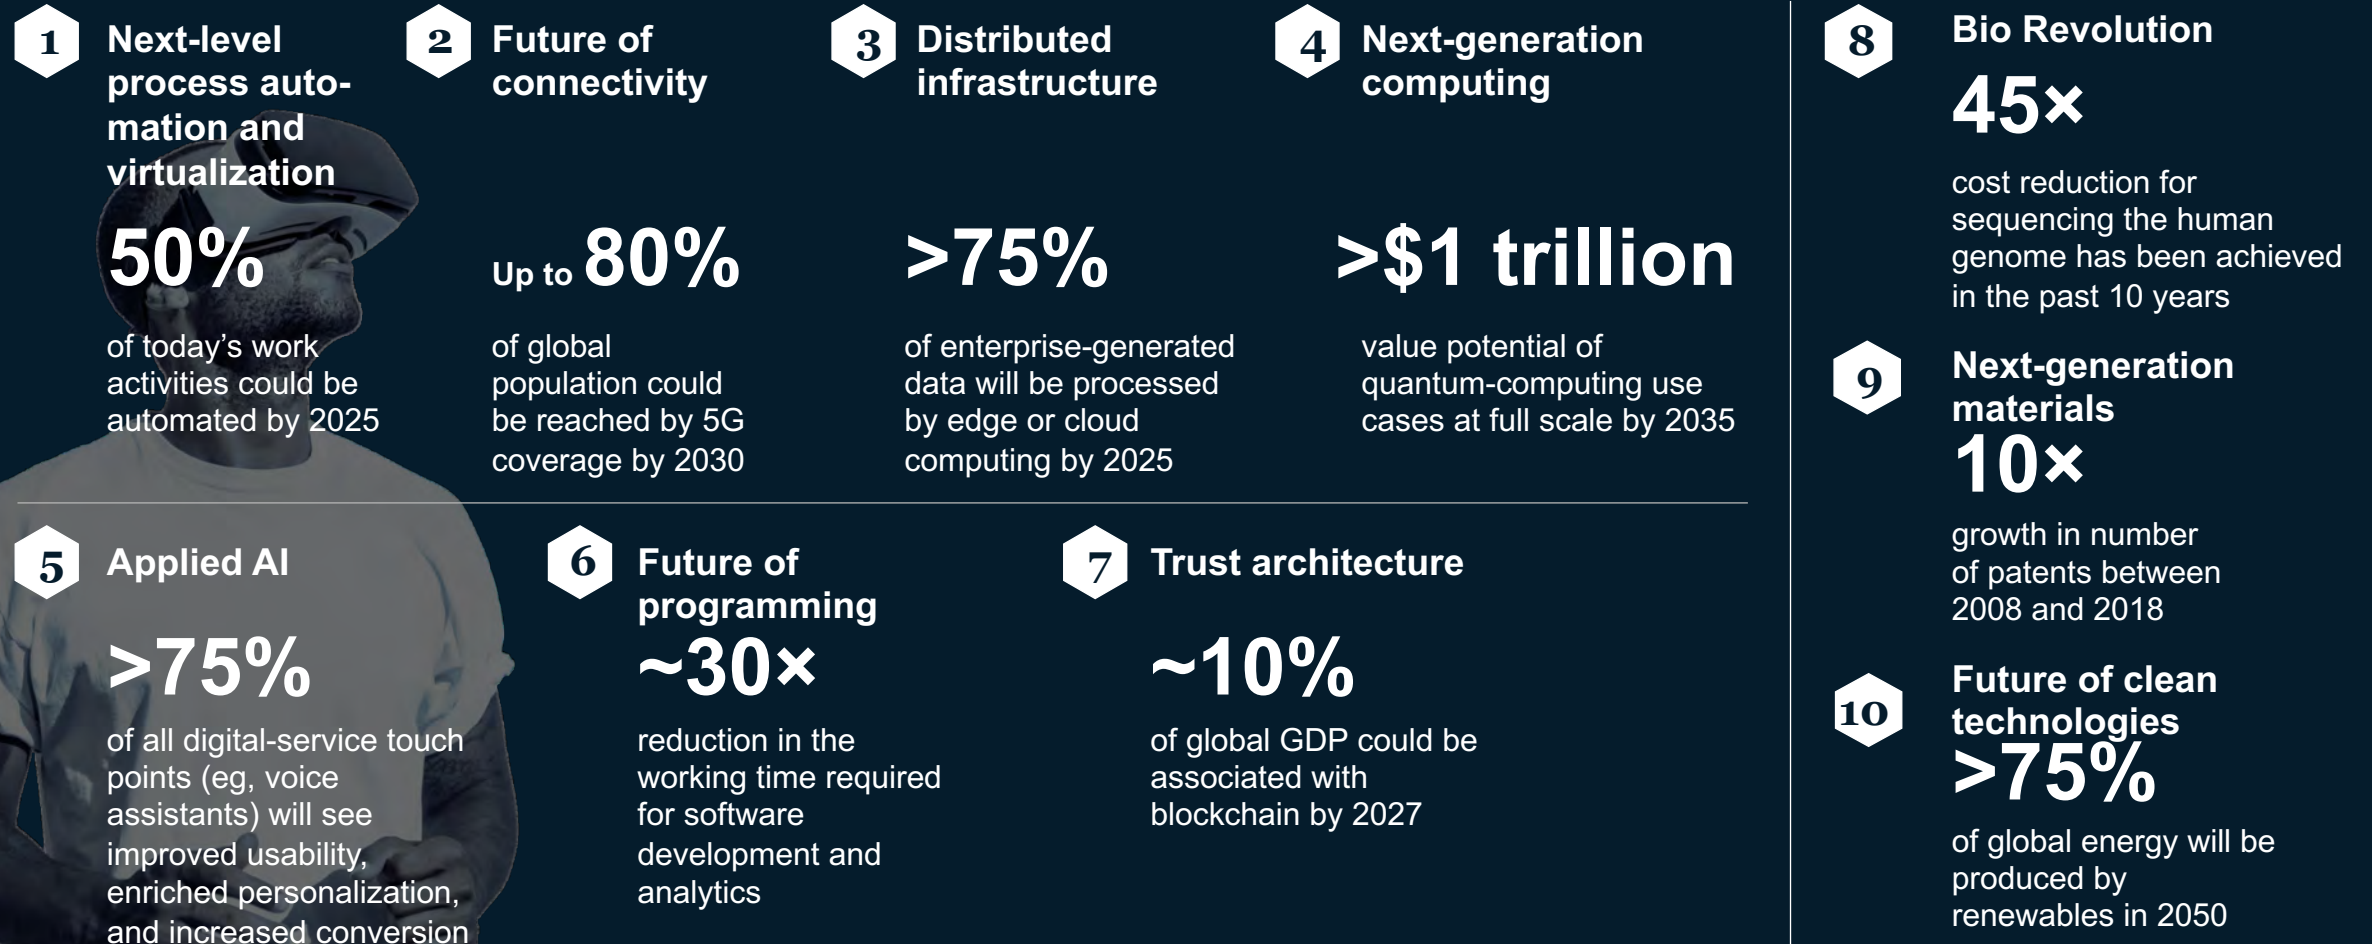 1
Next-level
process auto-
mation and
virtualization
50%
of today’s work
activities could be
automated by 2025
2
Future of
connectivity
Up to 80%
of global
population could
be reached by 5G
coverage by 2030
3
Distributed
infrastructure
>75%
of enterprise-generated
data will be processed
by edge or cloud
computing by 2025
4
Next-generation
computing
>$1 trillion
value potential of
quantum-computing use
cases at full scale by 2035
5
Applied AI
>75%
of all digital-service touch
points (eg, voice
assistants) will see
improved usability,
enriched personalization,
and increased conversion
6
Future of
programming
~30×
reduction in the
working time required
for software
development and
analytics
7
Trust architecture
~10%
of global GDP could be
associated with
blockchain by 2027
8
Bio Revolution
45×
cost reduction for
sequencing the human
genome has been achieved
in the past 10 years
9
Next-generation
materials
10×
growth in number
of patents between
2008 and 2018
10
Future of clean
technologies
>75%
of global energy will be
produced by
renewables in 2050